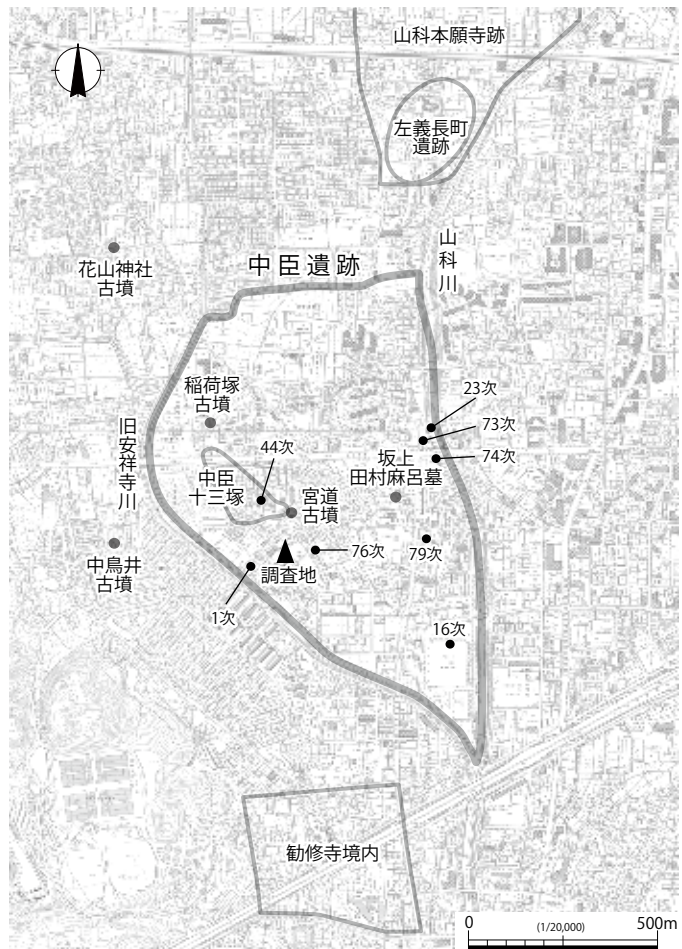 山科本願寺跡
左義長町
遺跡
山科川
花山神社
古墳
中臣遺跡
稲荷塚
古墳
23次
73次
74次
旧安祥寺川
44次
坂上
田村麻呂墓
中臣
十三塚
宮道
古墳
中鳥井
古墳
76次
79次
調査地
1次
16次
勧修寺境内
0
(1/20,000)
500m